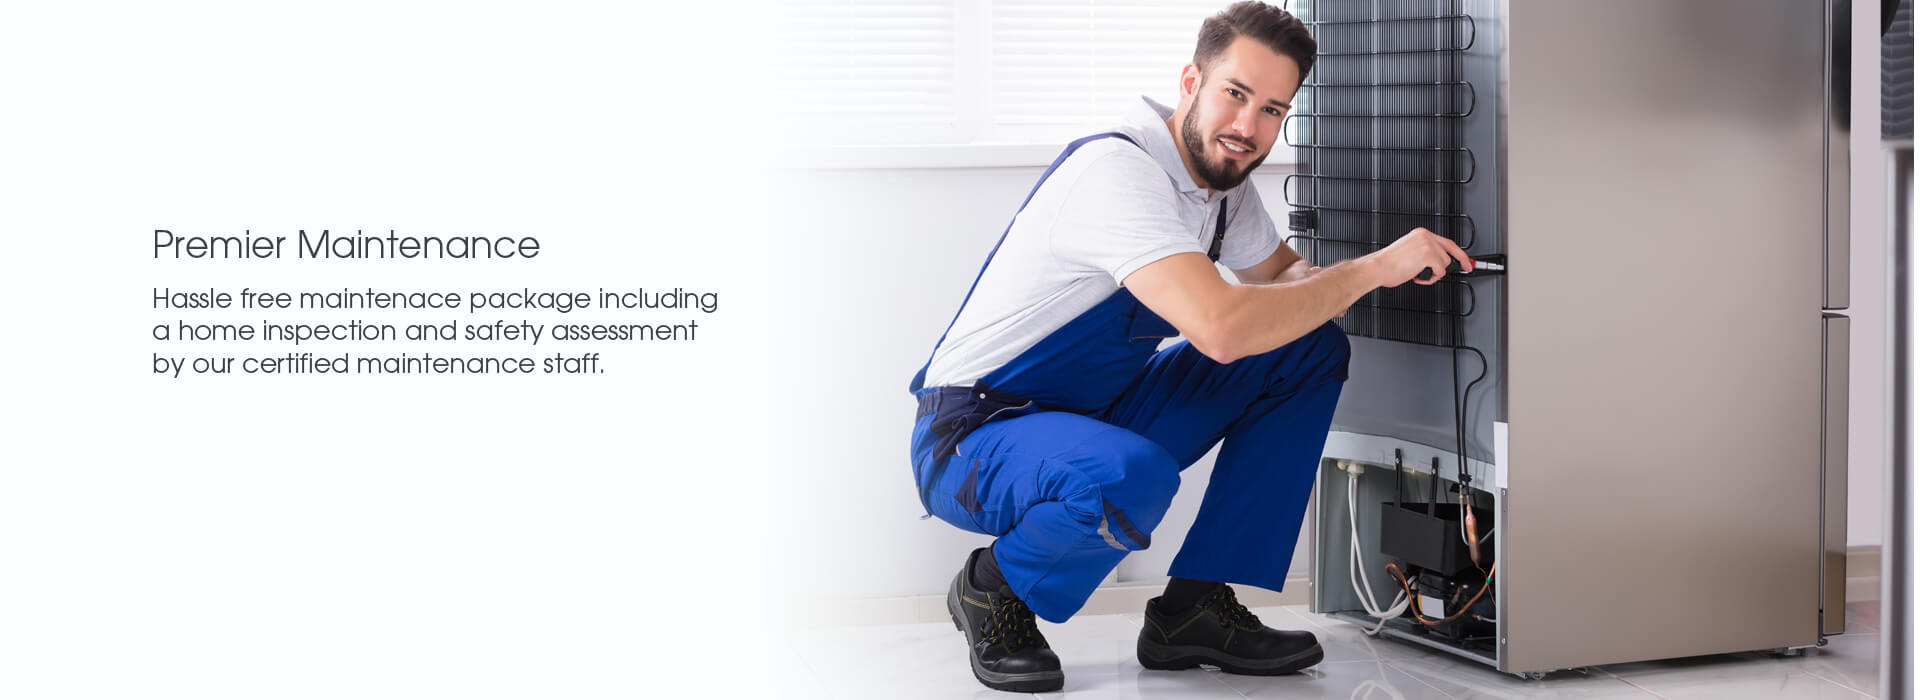 Premier Maintenance
Hassle free maintenace package including
a home inspection and safety assessment
by our certified maintenance staff.